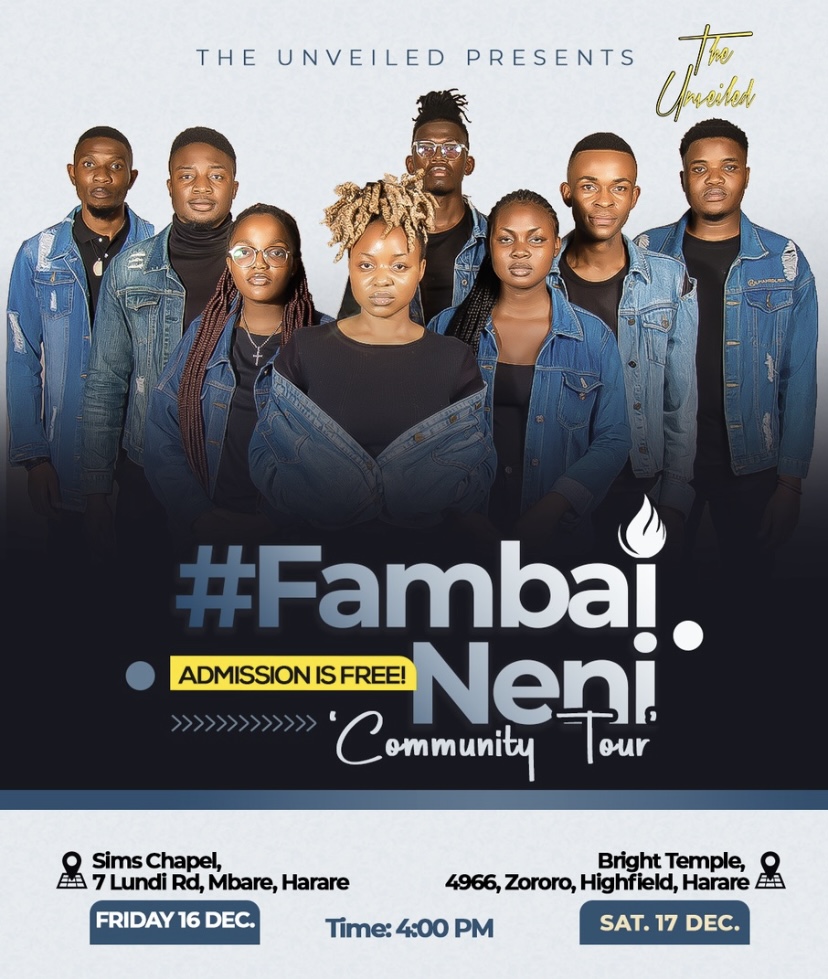 THE UNVEILED PRESENTS
The
Unveiled
#Fambai
Neni
ADMISSION IS FREE!
'Community Tour'
Sims Chapel,
7 Lundi Rd, Mbare, Harare
FRIDAY 16 DEC.
Time: 4:00 PM
Bright Temple,
4966, Zororo, Highfield, Harare
SAT. 17 DEC.